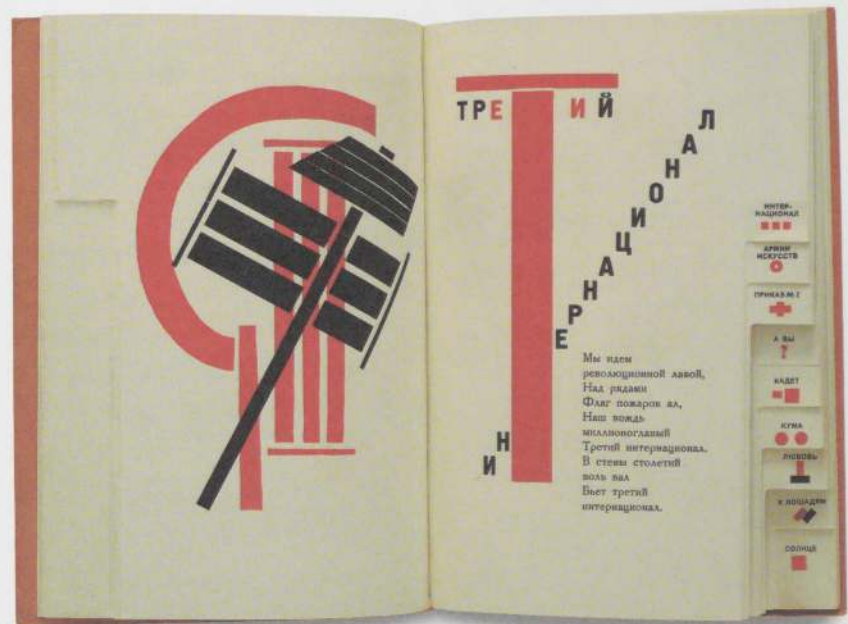 ТРЕТИЙ
ИНТЕРНАЦИОНАЛ
Мы идем
революционной лавой,
Над рядами
Флаг пожаров ал,
Наш вождь
миллионоглавый
Третий интернационал.
В стены столетий
воль вал
Бьет третий
интернационал.
ИНТЕР-
НАЦИОНАЛ
АРМИИ
ИСКУССТВ
ПРИКАЗ № 2
А ВЫ
?
КАДЕТ
КУМА
ЛЮБОВЬ
К ЛОШАДЯМ
СОЛНЦЕ